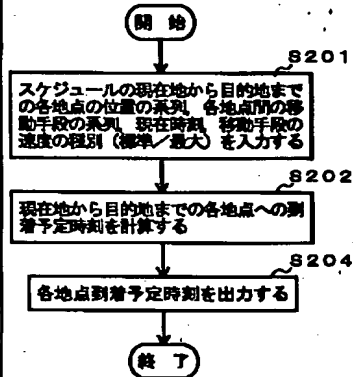 開 始
S201
スケジュールの現在地から目的地まで
の各地点の位置の系列、各地点間の移
動手段の系列、現在時刻、移動手段の
速度の種別（標準／最大）を入力する
S202
現在地から目的地までの各地点への到
着予定時刻を計算する
S204
各地点到着予定時刻を出力する
終 了